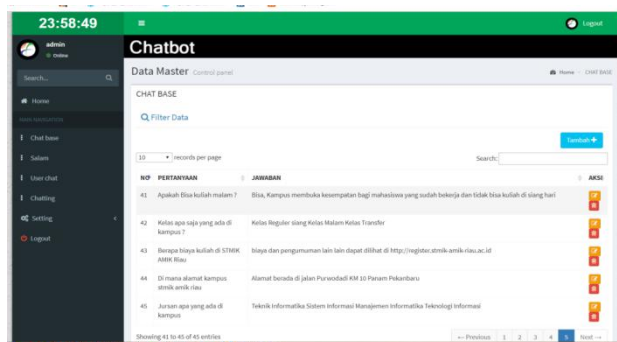 23:58:49
Logout
admin
Online
Chatbot
Search...
Data Master Control panel
Home
CHAT BASE
Home
CHAT BASE
MAIN NAVIGATION
Filter Data
Chat base
Tambah +
Salam
10 records per page
Search:
User chat
NO PERTANYAAN JAWABAN AKSI
Chatting
41 Apakah Bisa kuliah malam ? Bisa, Kampus membuka kesempatan bagi mahasiswa yang sudah bekerja dan tidak bisa kuliah di siang hari
Setting
42 Kelas apa saja yang ada di kampus ? Kelas Reguler siang Kelas Malam Kelas Transfer
Logout
43 Berapa biaya kuliah di STMIK AMIK Riau biaya dan pengumuman lain lain dapat dilihat di http://register.stmik-amik-riau.ac.id
44 Di mana alamat kampus stmik amik riau Alamat berada di jalan Purwodadi KM 10 Panam Pekanbaru
45 Jursan apa yang ada di kampus Teknik Informatika Sistem Informasi Manajemen Informatika Teknologi Informasi
Showing 41 to 45 of 45 entries
← Previous 1 2 3 4 5 Next →